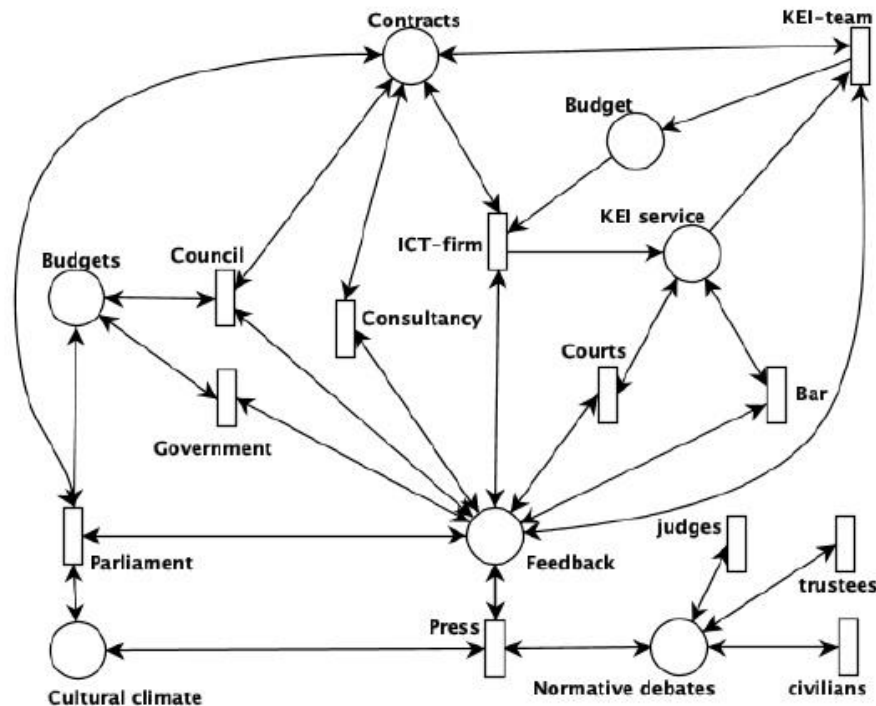 Contracts
KEI-team
Budget
KEI service
ICT-firm
Budgets
Council
Consultancy
Courts
Bar
Government
judges
Parliament
Feedback
trustees
Press
Cultural climate
Normative debates
civilians